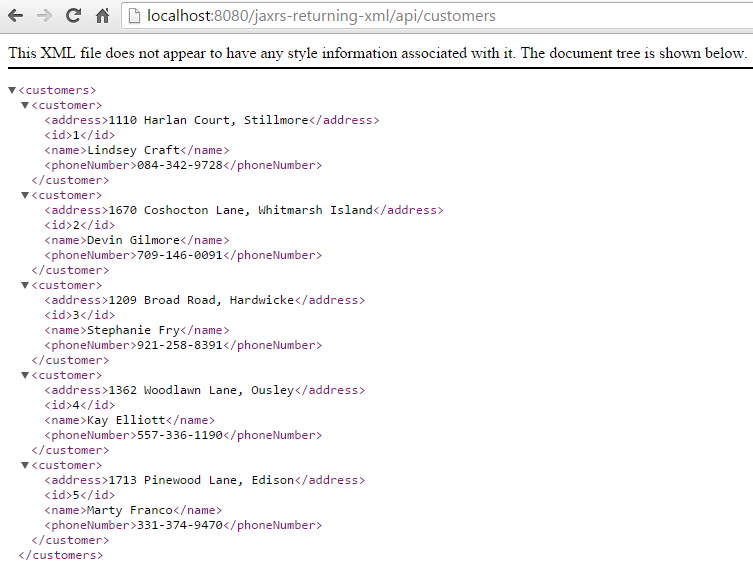 localhost:8080/jaxrs-returning-xml/api/customers
This XML file does not appear to have any style information associated with it. The document tree is shown below.
▼<customers>
▼<customer>
<address>1110 Harlan Court, Stillmore</address>
<id>1</id>
<name>Lindsey Craft</name>
<phoneNumber>084-342-9728</phoneNumber>
</customer>
▼<customer>
<address>1670 Coshocton Lane, Whitmarsh Island</address>
<id>2</id>
<name>Devin Gilmore</name>
<phoneNumber>709-146-0091</phoneNumber>
</customer>
▼<customer>
<address>1209 Broad Road, Hardwicke</address>
<id>3</id>
<name>Stephanie Fry</name>
<phoneNumber>921-258-8391</phoneNumber>
</customer>
▼<customer>
<address>1362 Woodlawn Lane, Ousley</address>
<id>4</id>
<name>Kay Elliott</name>
<phoneNumber>557-336-1190</phoneNumber>
</customer>
▼<customer>
<address>1713 Pinewood Lane, Edison</address>
<id>5</id>
<name>Marty Franco</name>
<phoneNumber>331-374-9470</phoneNumber>
</customer>
</customers>